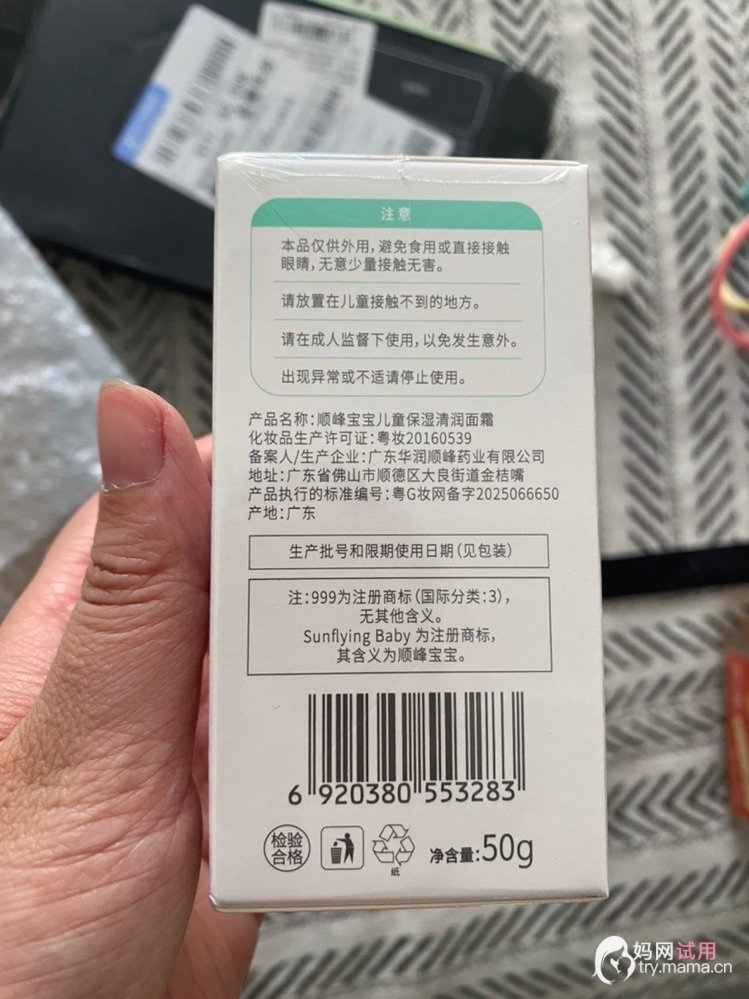 注意
本品仅供外用，避免食用或直接接触
眼睛，无意少量接触无害。
请放置在儿童接触不到的地方。
请在成人监督下使用，以免发生意外。
出现异常或不适请停止使用。
产品名称：顺峰宝宝儿童保湿清润面霜
化妆品生产许可证：粤妆20160539
备案人/生产企业：广东华润顺峰药业有限公司
地址：广东省佛山市顺德区大良街道金桔嘴
产品执行的标准编号：粤G妆网备字2025066650
产地：广东
生产批号和限期使用日期（见包装）
注：999为注册商标（国际分类：3），
无其他含义。
Sunflying Baby 为注册商标，
其含义为顺峰宝宝。
6 920380 553283
检验
合格
纸
净含量：50g
妈网试用
try.mama.cn